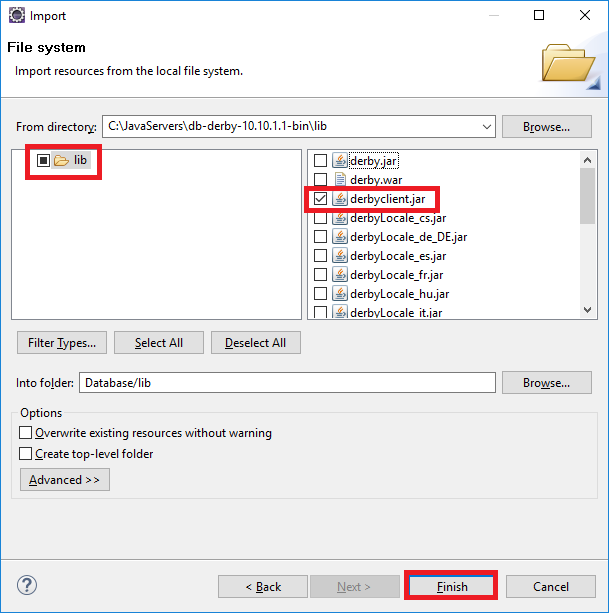 Import
File system
Import resources from the local file system.
From directory: C:\JavaServers\db-derby-10.10.1.1-bin\lib Browse...
lib
derby.jar
derby.war
derbyclient.jar
derbyLocale_cs.jar
derbyLocale_de_DE.jar
derbyLocale_es.jar
derbyLocale_fr.jar
derbyLocale_hu.jar
derbyLocale_it.jar
Filter Types... Select All Deselect All
Into folder: Database/lib Browse...
Options
Overwrite existing resources without warning
Create top-level folder
Advanced >>
? < Back Next > Finish Cancel